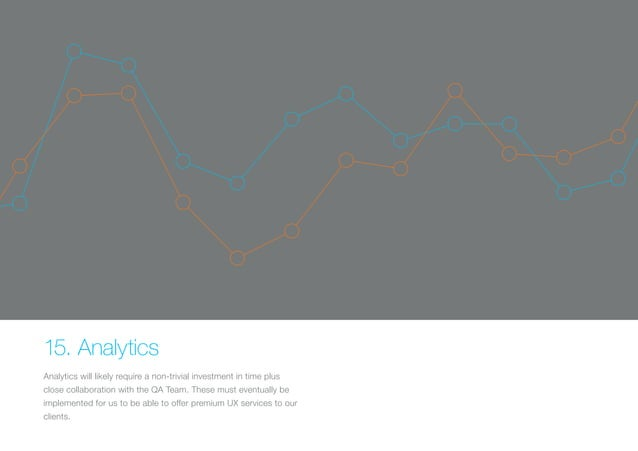 15. Analytics
Analytics will likely require a non-trivial investment in time plus
close collaboration with the QA Team. These must eventually be
implemented for us to be able to offer premium UX services to our
clients.